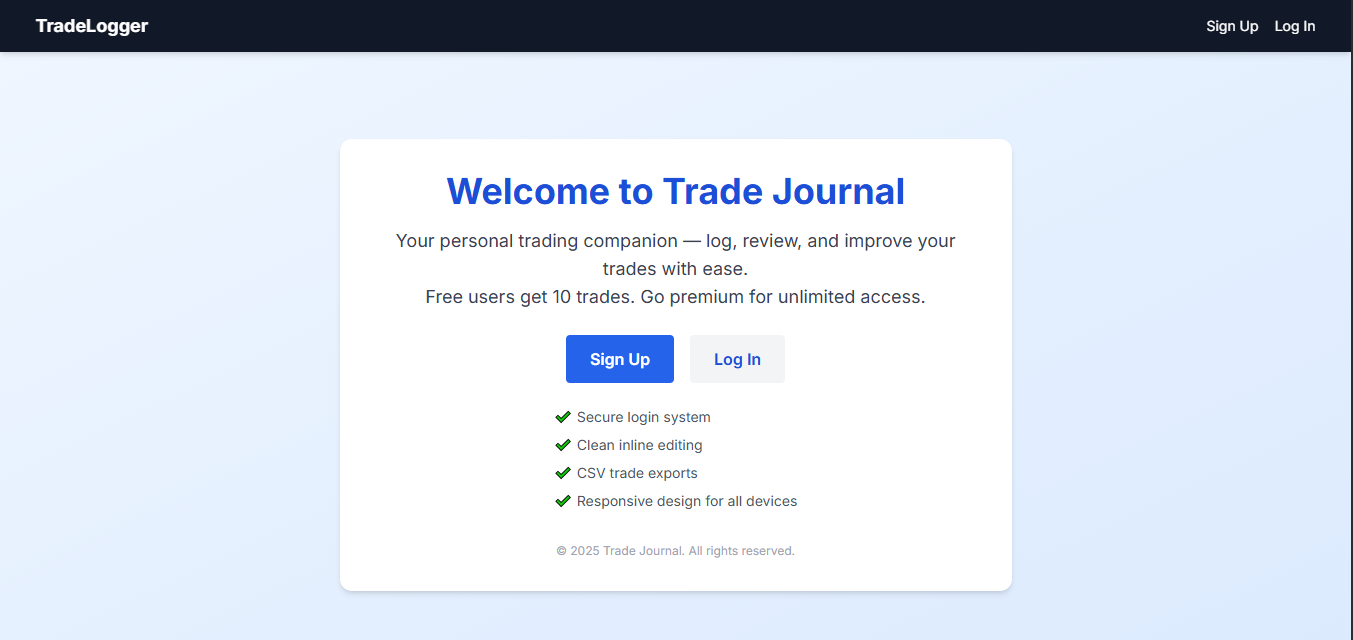 TradeLogger
Sign Up
Log In
Welcome to Trade Journal
Your personal trading companion — log, review, and improve your
trades with ease.
Free users get 10 trades. Go premium for unlimited access.
Sign Up
Log In
Secure login system
Clean inline editing
CSV trade exports
Responsive design for all devices
© 2025 Trade Journal. All rights reserved.